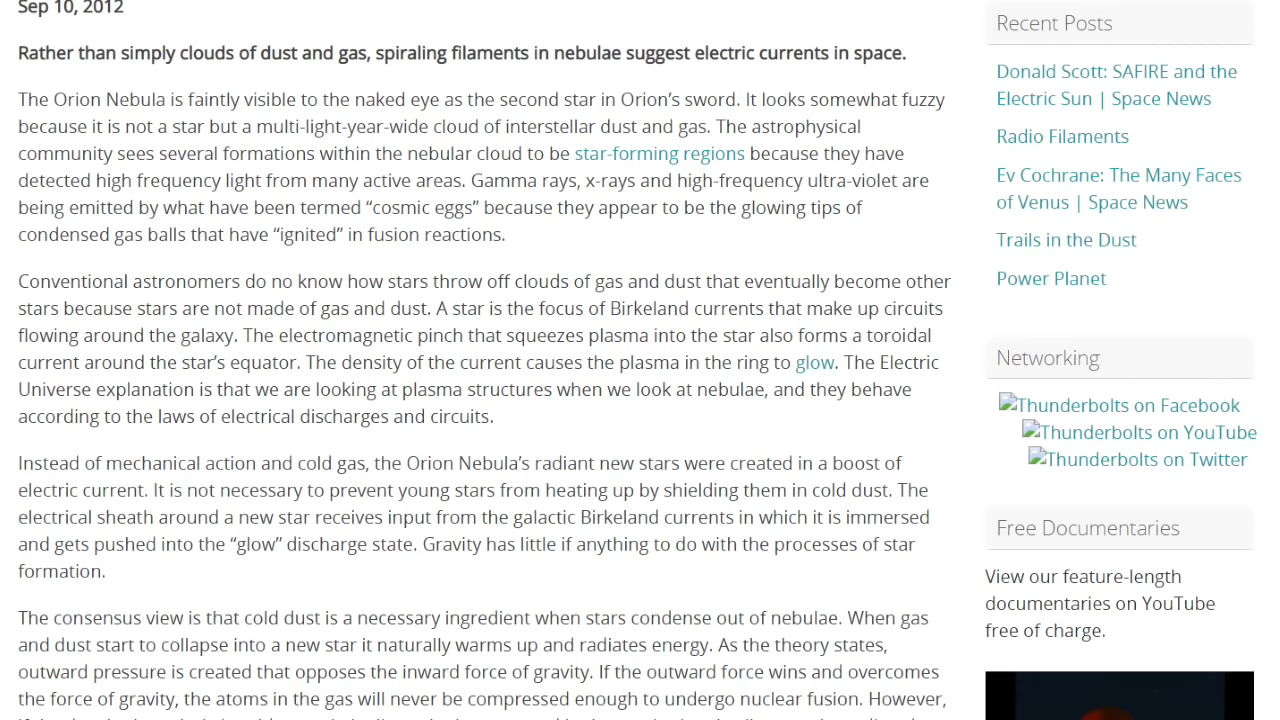 Sep 10, 2012
Rather than simply clouds of dust and gas, spiraling filaments in nebulae suggest electric currents in space.
The Orion Nebula is faintly visible to the naked eye as the second star in Orion’s sword. It looks somewhat fuzzy
because it is not a star but a multi-light-year-wide cloud of interstellar dust and gas. The astrophysical
community sees several formations within the nebular cloud to be star-forming regions because they have
detected high frequency light from many active areas. Gamma rays, x-rays and high-frequency ultra-violet are
being emitted by what have been termed “cosmic eggs” because they appear to be the glowing tips of
condensed gas balls that have “ignited” in fusion reactions.
Conventional astronomers do no know how stars throw off clouds of gas and dust that eventually become other
stars because stars are not made of gas and dust. A star is the focus of Birkeland currents that make up circuits
flowing around the galaxy. The electromagnetic pinch that squeezes plasma into the star also forms a toroidal
current around the star’s equator. The density of the current causes the plasma in the ring to glow. The Electric
Universe explanation is that we are looking at plasma structures when we look at nebulae, and they behave
according to the laws of electrical discharges and circuits.
Instead of mechanical action and cold gas, the Orion Nebula’s radiant new stars were created in a boost of
electric current. It is not necessary to prevent young stars from heating up by shielding them in cold dust. The
electrical sheath around a new star receives input from the galactic Birkeland currents in which it is immersed
and gets pushed into the “glow” discharge state. Gravity has little if anything to do with the processes of star
formation.
The consensus view is that cold dust is a necessary ingredient when stars condense out of nebulae. When gas
and dust start to collapse into a new star it naturally warms up and radiates energy. As the theory states,
outward pressure is created that opposes the inward force of gravity. If the outward force wins and overcomes
the force of gravity, the atoms in the gas will never be compressed enough to undergo nuclear fusion. However,
Recent Posts
Donald Scott: SAFIRE and the
Electric Sun | Space News
Radio Filaments
Ev Cochrane: The Many Faces
of Venus | Space News
Trails in the Dust
Power Planet
Networking
Thunderbolts on Facebook
Thunderbolts on YouTube
Thunderbolts on Twitter
Free Documentaries
View our feature-length
documentaries on YouTube
free of charge.